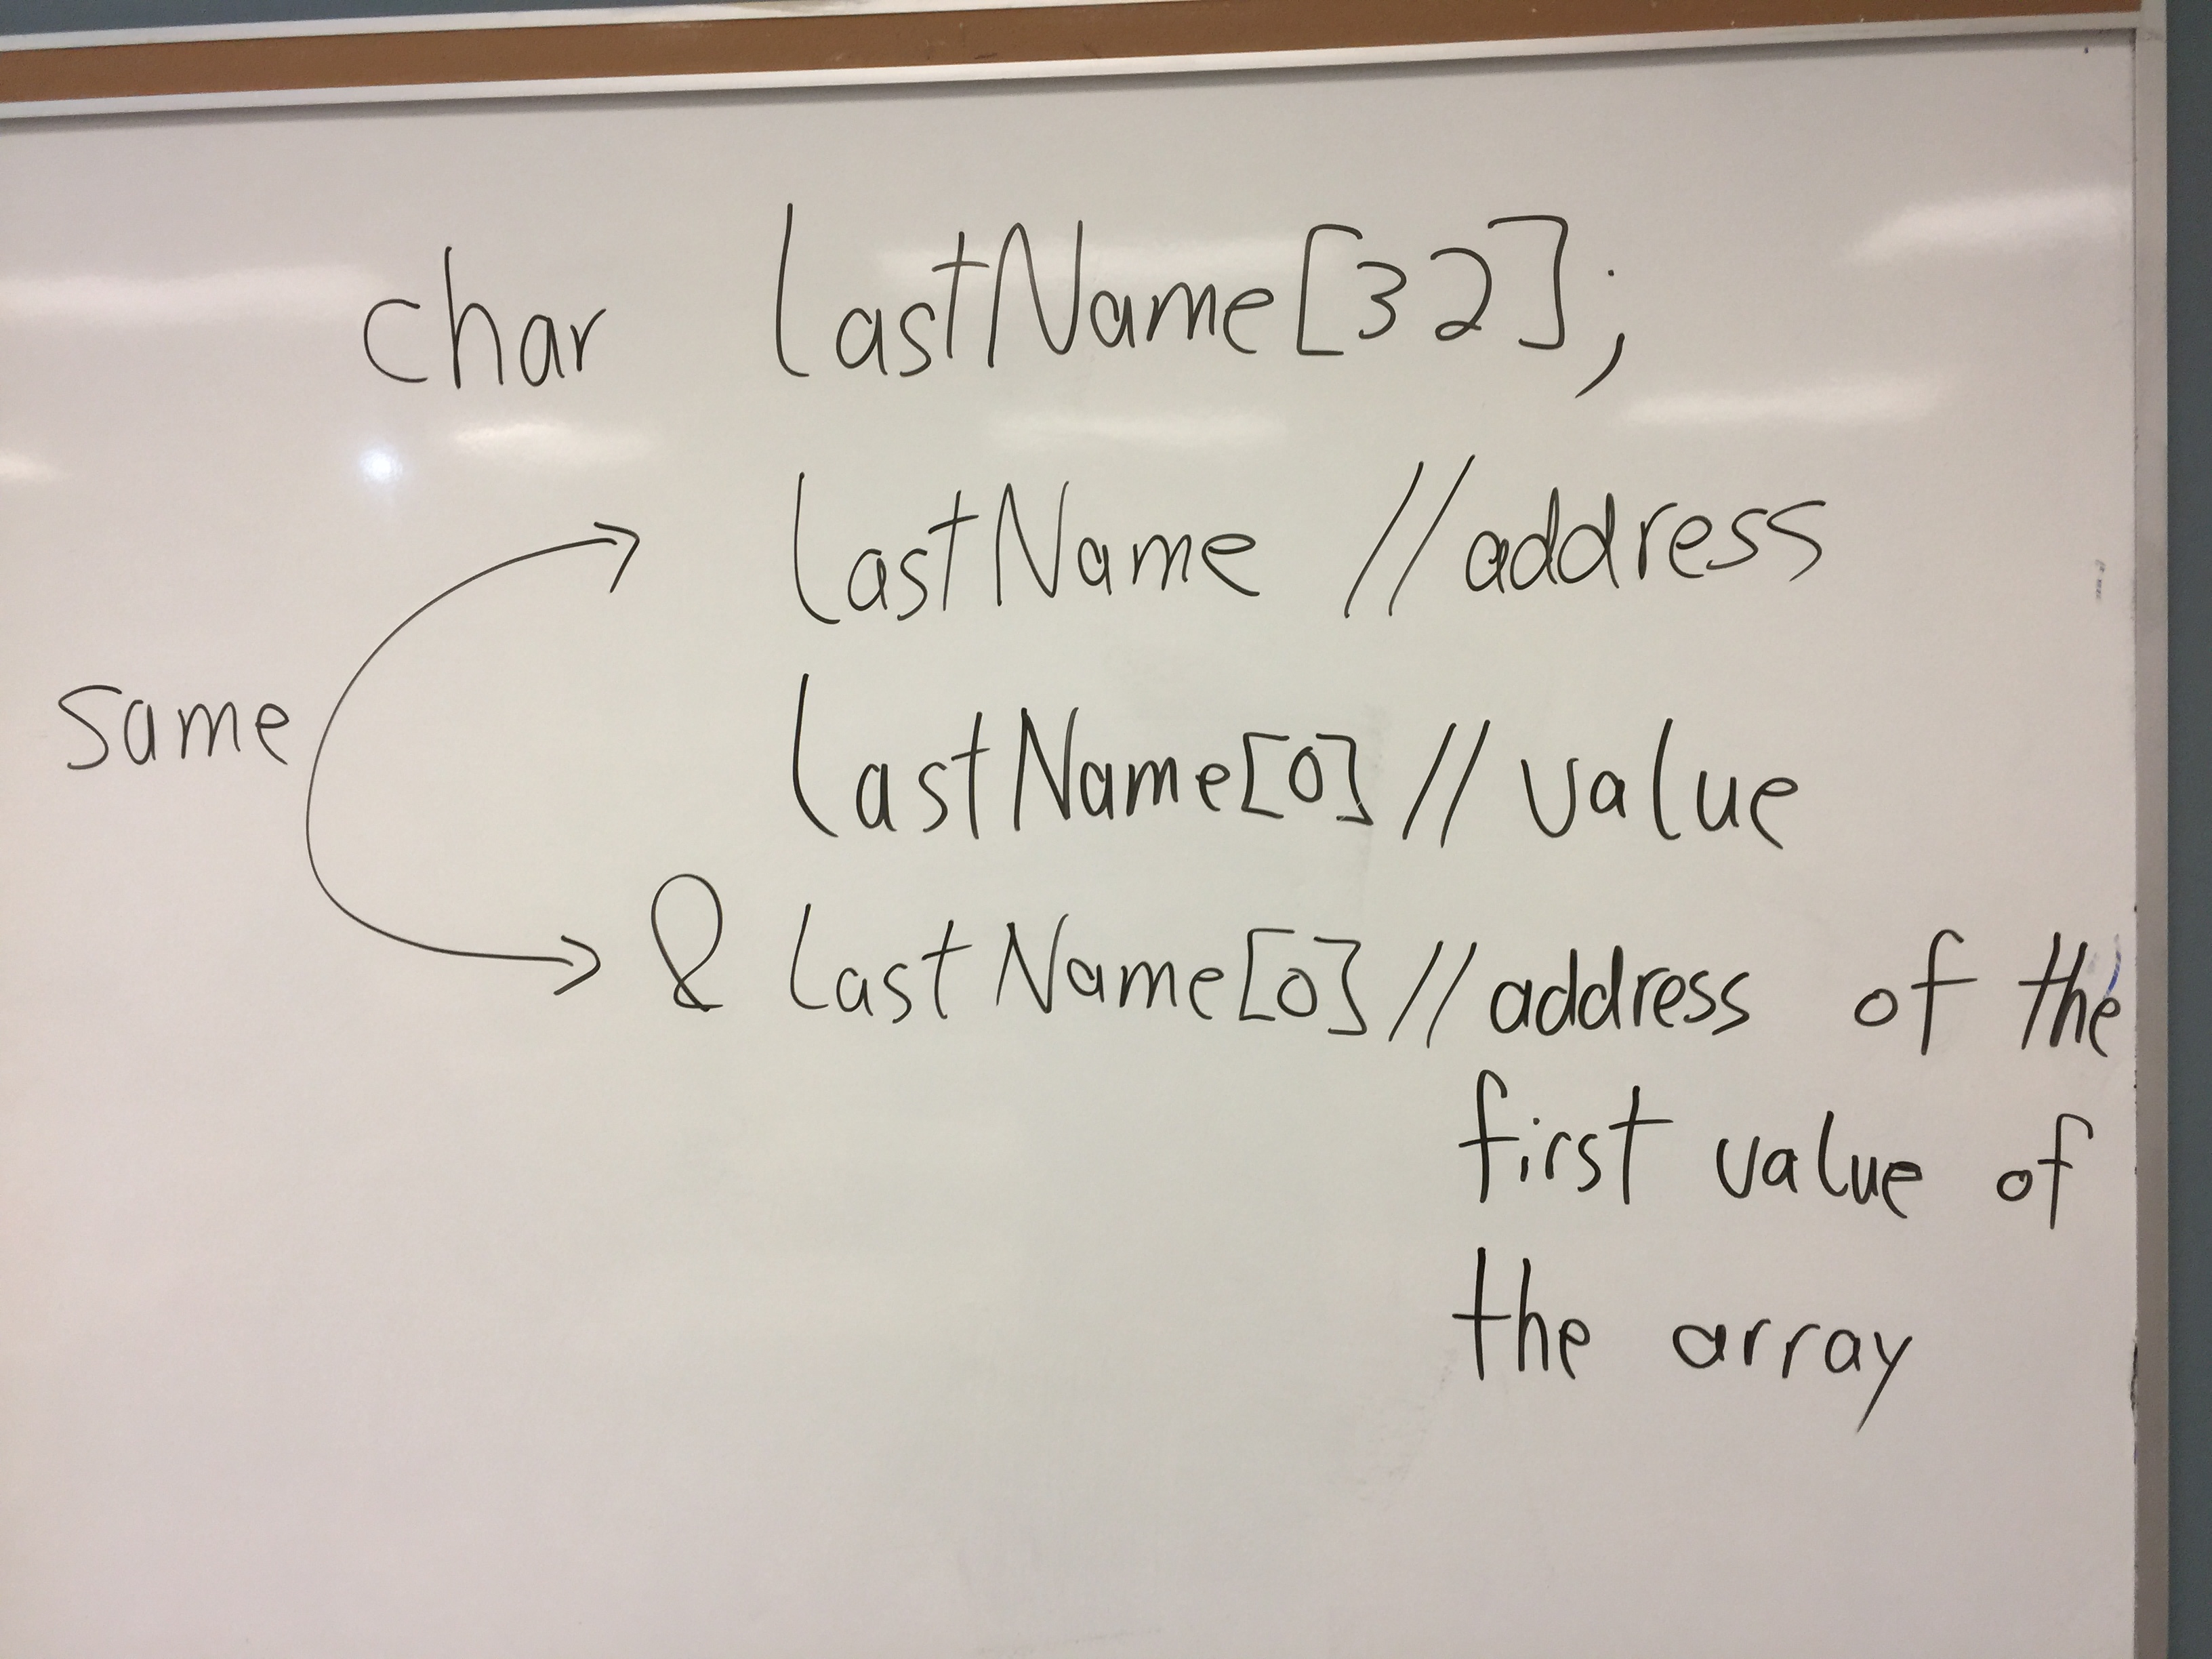 char lastName[32];
lastName //address
same
lastName[0] // value
& lastName[0] // address of the
first value of
the array